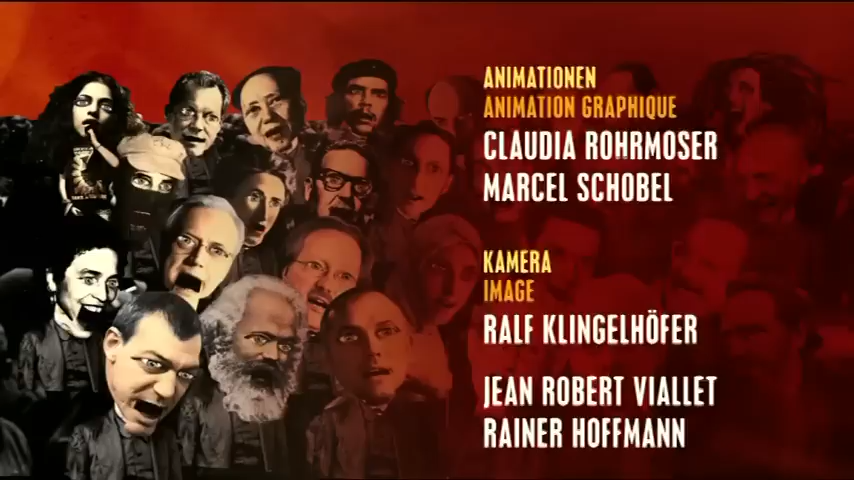 ANIMATIONEN
ANIMATION GRAPHIQUE
CLAUDIA ROHRMOSER
MARCEL SCHOBEL
KAMERA
IMAGE
RALF KLINGELHÖFER
JEAN ROBERT VIALLET
RAINER HOFFMANN